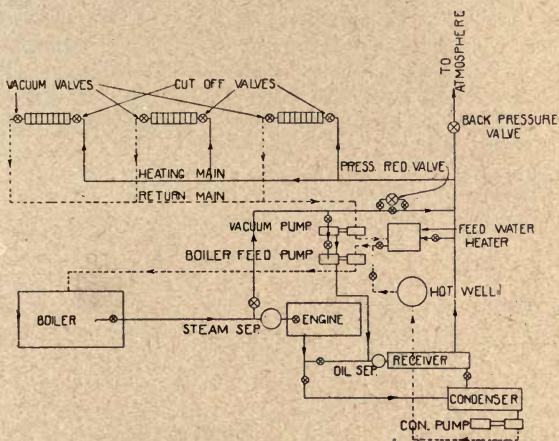 TO
ATMOSPHERE
VACUUM VALVES
CUT OFF VALVES
BACK PRESSURE
VALVE
PRESS. RED. VALVE
HEATING MAIN
RETURN MAIN
VACUUM PUMP
FEED WATER
HEATER
BOILER FEED PUMP
HOT WELL
BOILER
STEAM SEP.
ENGINE
OIL SEP.
RECEIVER
CONDENSER
CON. PUMP